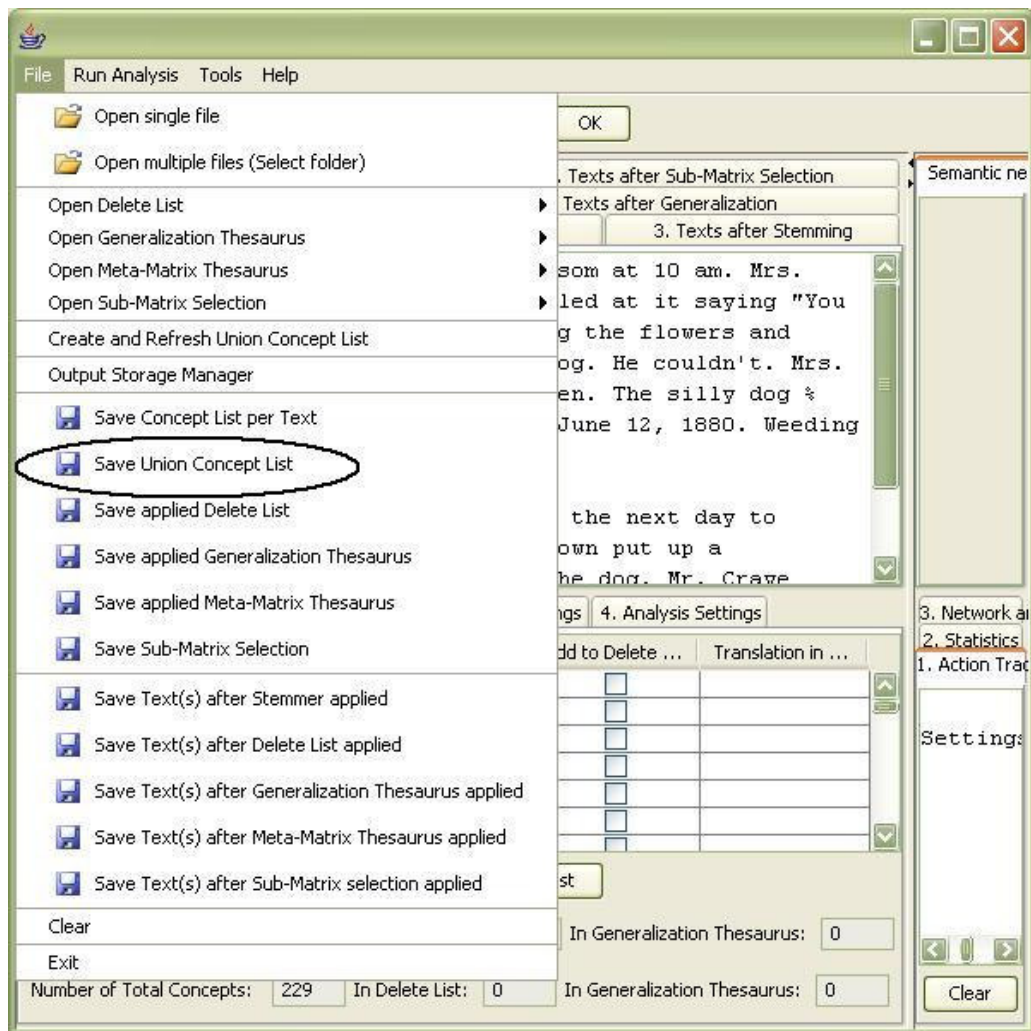 File Run Analysis Tools Help
Open single file
Open multiple files (Select folder)
Open Delete List
Open Generalization Thesaurus
Open Meta-Matrix Thesaurus
Open Sub-Matrix Selection
Create and Refresh Union Concept List
Output Storage Manager
Save Concept List per Text
Save Union Concept List
Save applied Delete List
Save applied Generalization Thesaurus
Save applied Meta-Matrix Thesaurus
Save Sub-Matrix Selection
Save Text(s) after Stemmer applied
Save Text(s) after Delete List applied
Save Text(s) after Generalization Thesaurus applied
Save Text(s) after Meta-Matrix Thesaurus applied
Save Text(s) after Sub-Matrix selection applied
Clear
Exit
OK
. Texts after Sub-Matrix Selection
Texts after Generalization
3. Texts after Stemming
som at 10 am. Mrs.
led at it saying "You
g the flowers and
og. He couldn't. Mrs.
en. The silly dog %
June 12, 1880. Weeding
the next day to
own put up a
he dog. Mr. Crave
ngs 4. Analysis Settings
dd to Delete ... Translation in ...
st
In Generalization Thesaurus: 0
Number of Total Concepts: 229 In Delete List: 0 In Generalization Thesaurus: 0
Semantic ne
3. Network a
2. Statistics
1. Action Trac
Settings
Clear